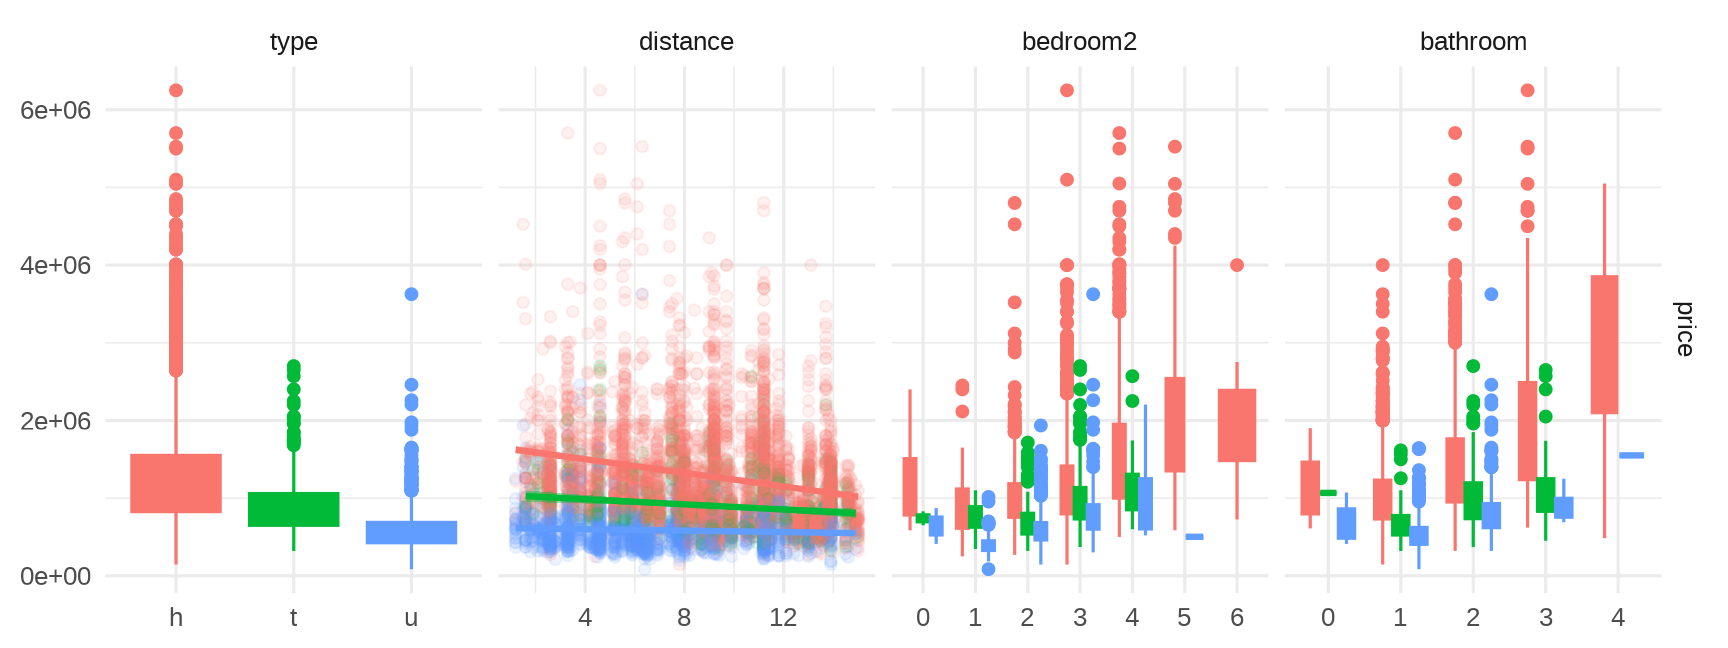 type distance bedroom2 bathroom
6e+06
4e+06
2e+06
0e+00
price
h t u 4 8 12 0 1 2 3 4 5 6 0 1 2 3 4